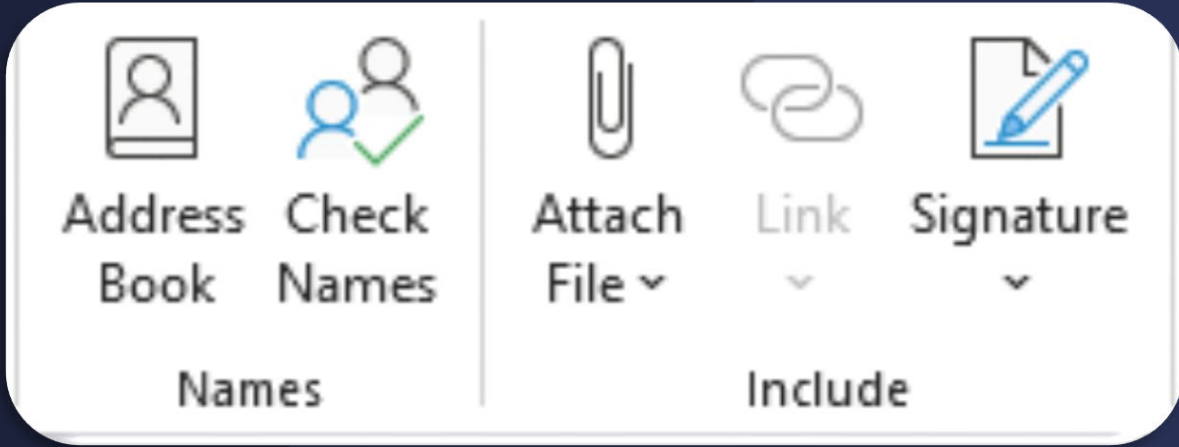 Address
Book
Check
Names
Names
Attach
File
Link
Signature
Include